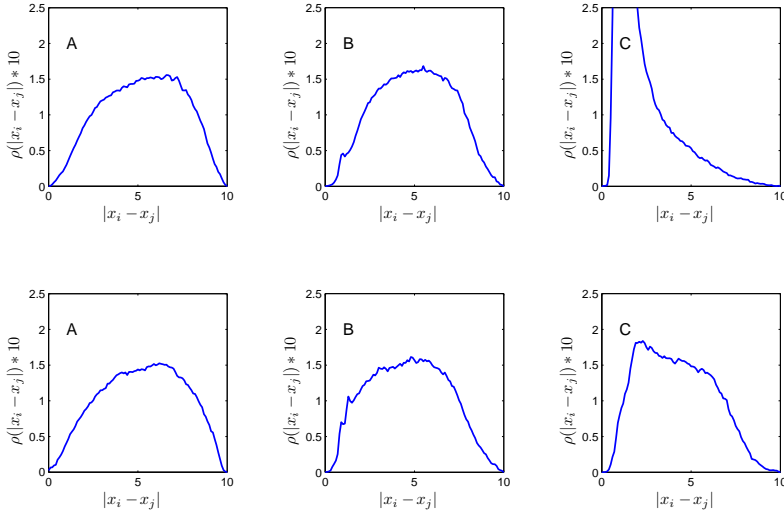 2.5 2.5 2.5
A B C
2 2 2
1.5 1.5 1.5
1 1 1
0.5 0.5 0.5
0 0 0
ρ(|x_i − x_j|) ∗ 10 ρ(|x_i − x_j|) ∗ 10 ρ(|x_i − x_j|) ∗ 10
0 5 10 0 5 10 0 5 10
|x_i − x_j| |x_i − x_j| |x_i − x_j|
2.5 2.5 2.5
A B C
2 2 2
1.5 1.5 1.5
1 1 1
0.5 0.5 0.5
0 0 0
ρ(|x_i − x_j|) ∗ 10 ρ(|x_i − x_j|) ∗ 10 ρ(|x_i − x_j|) ∗ 10
0 5 10 0 5 10 0 5 10
|x_i − x_j| |x_i − x_j| |x_i − x_j|